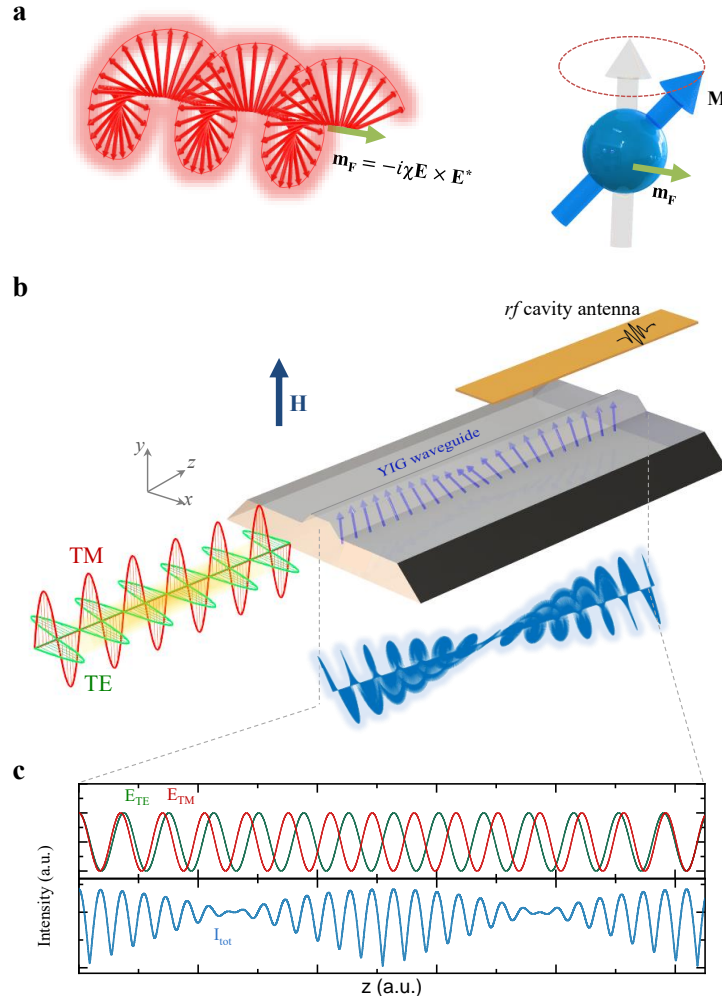 a
m_F = −iχE × E*
M
m_F
b
rf cavity antenna
H
YIG waveguide
y
z
x
TM
TE
c
E_TE
E_TM
Intensity (a.u.)
I_tot
z (a.u.)